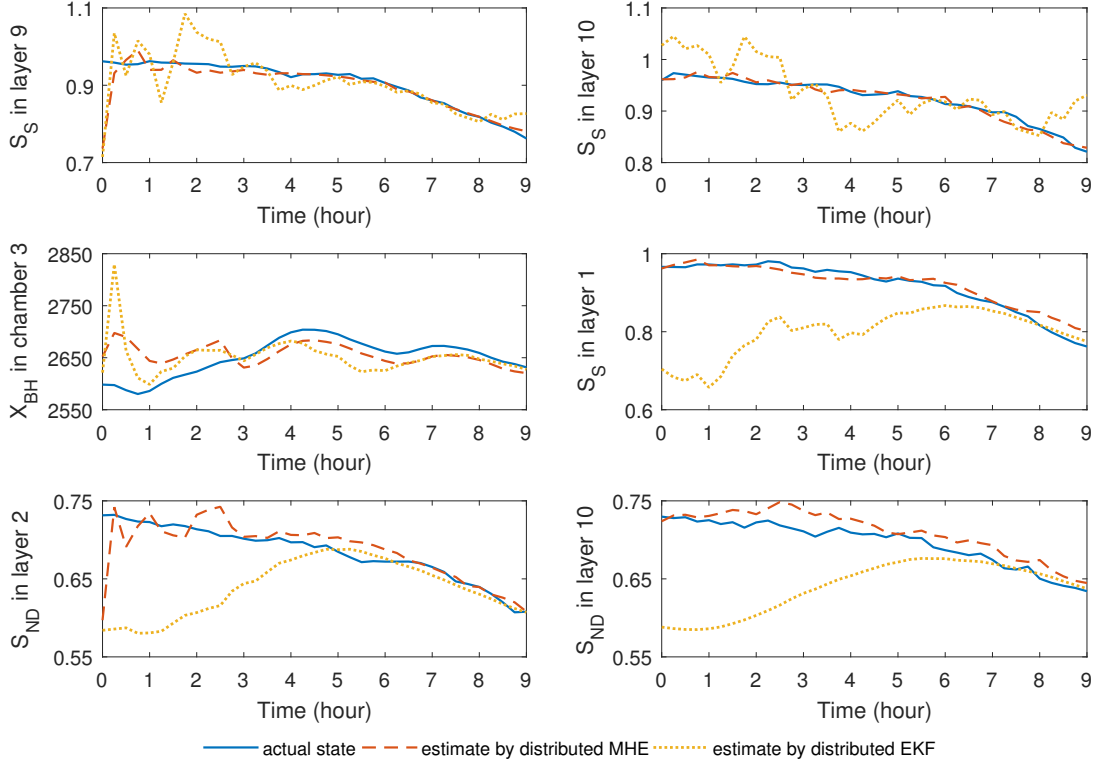 1.1
0.9
0.7
S_S in layer 9
0 1 2 3 4 5 6 7 8 9
Time (hour)
1.1
1
0.9
0.8
S_S in layer 10
0 1 2 3 4 5 6 7 8 9
Time (hour)
2850
2750
2650
2550
X_BH in chamber 3
0 1 2 3 4 5 6 7 8 9
Time (hour)
1
0.8
0.6
S_S in layer 1
0 1 2 3 4 5 6 7 8 9
Time (hour)
0.75
0.65
0.55
S_ND in layer 2
0 1 2 3 4 5 6 7 8 9
Time (hour)
0.75
0.65
0.55
S_ND in layer 10
0 1 2 3 4 5 6 7 8 9
Time (hour)
actual state estimate by distributed MHE estimate by distributed EKF